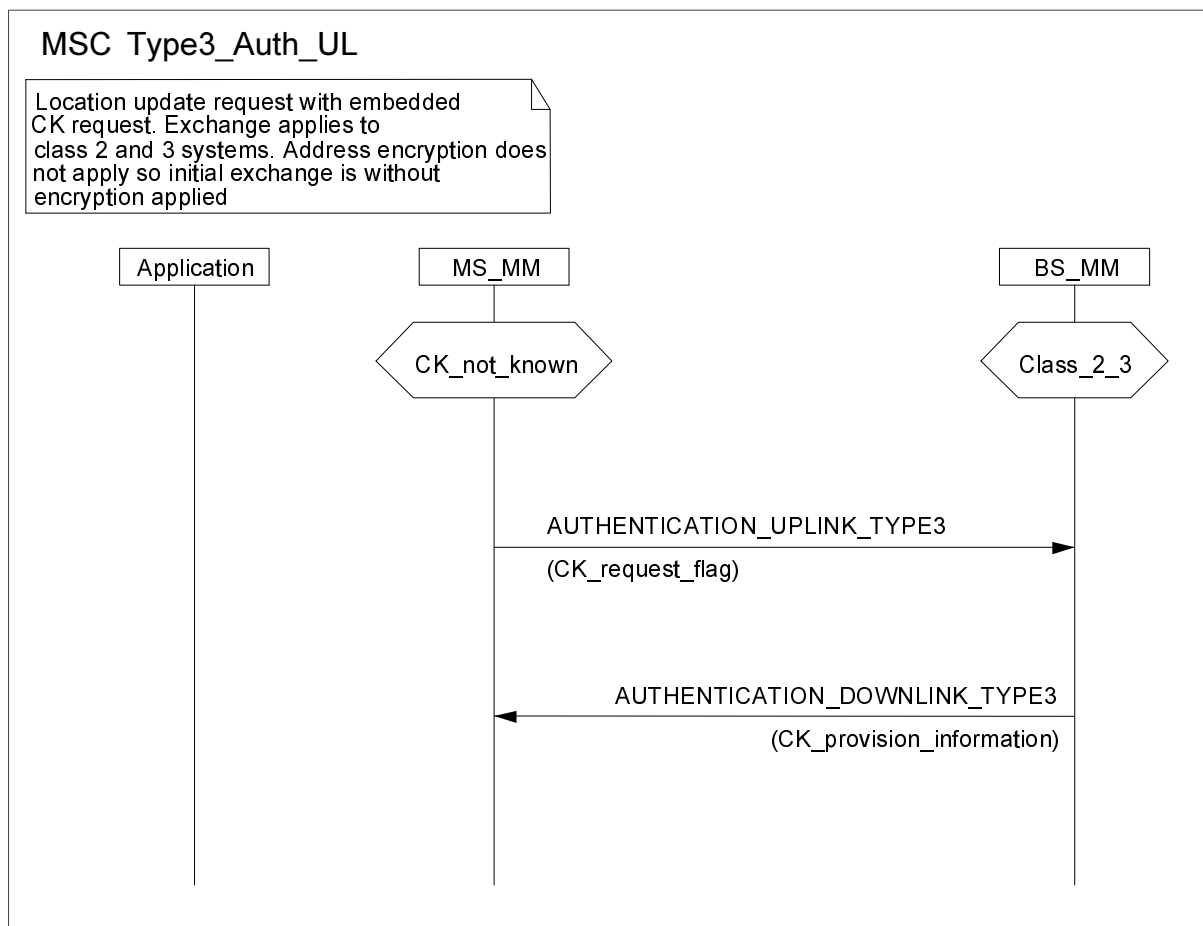 MSC Type3_Auth_UL
Location update request with embedded
CK request. Exchange applies to
class 2 and 3 systems. Address encryption does
not apply so initial exchange is without
encryption applied
Application
MS_MM
BS_MM
CK_not_known
Class_2_3
AUTHENTICATION_UPLINK_TYPE3
(CK_request_flag)
AUTHENTICATION_DOWNLINK_TYPE3
(CK_provision_information)